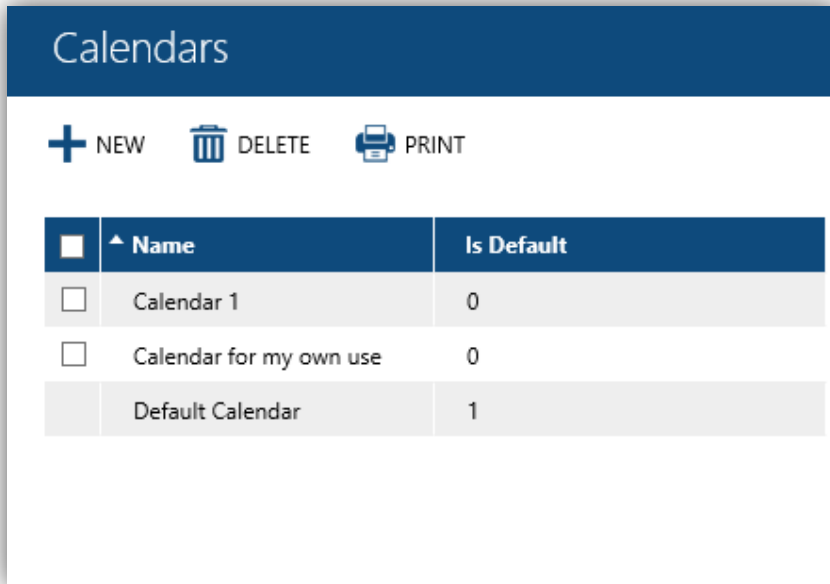 Calendars
NEW DELETE PRINT
Name Is Default
Calendar 1 0
Calendar for my own use 0
Default Calendar 1